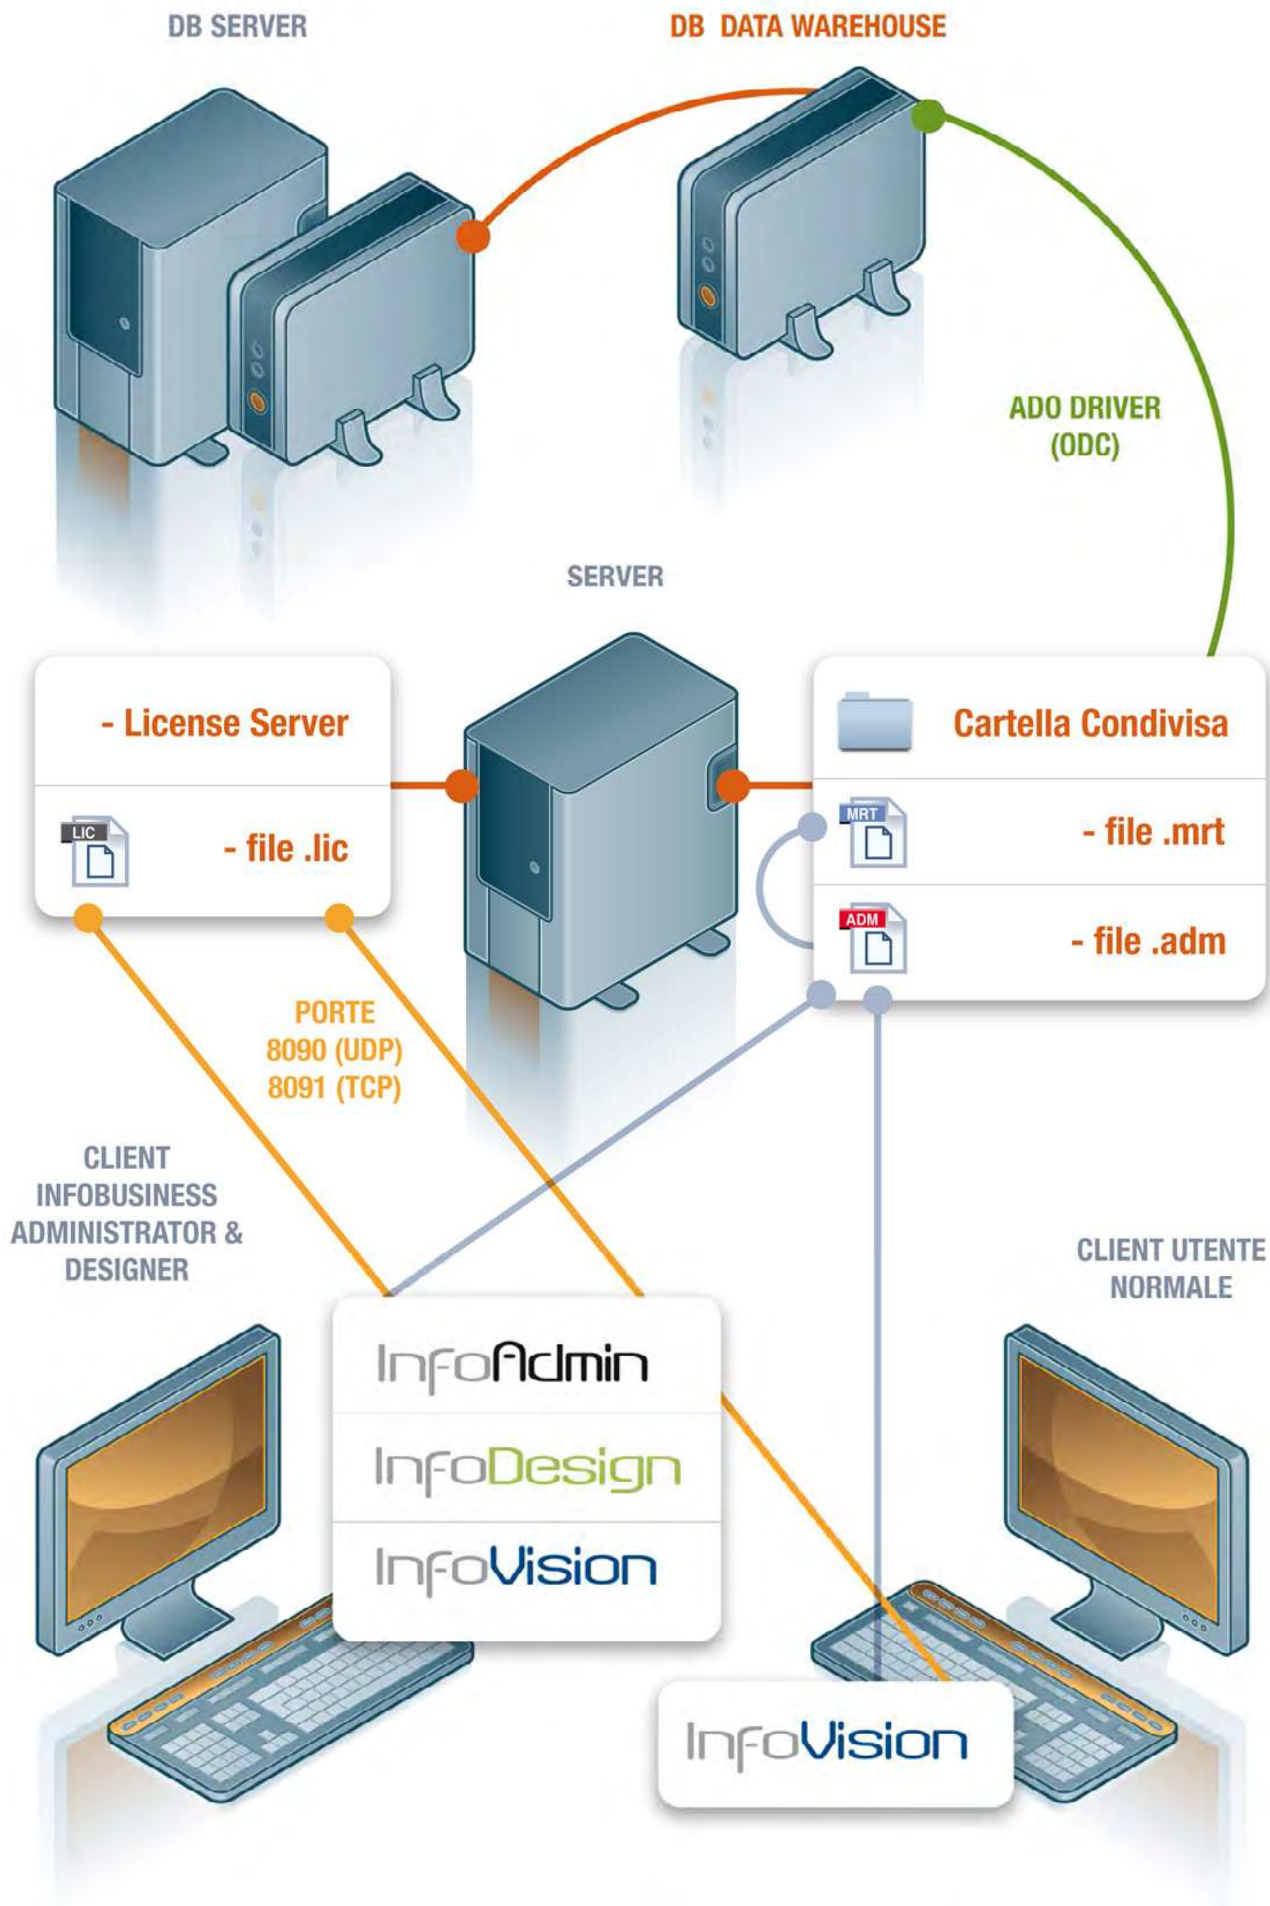 DB SERVER
DB DATA WAREHOUSE
ADO DRIVER
(ODC)
SERVER
- License Server
LIC
- file .lic
Cartella Condivisa
MRT
- file .mrt
ADM
- file .adm
PORTE
8090 (UDP)
8091 (TCP)
CLIENT
INFOBUSINESS
ADMINISTRATOR &
DESIGNER
CLIENT UTENTE
NORMALE
InfoAdmin
InfoDesign
InfoVision
InfoVision